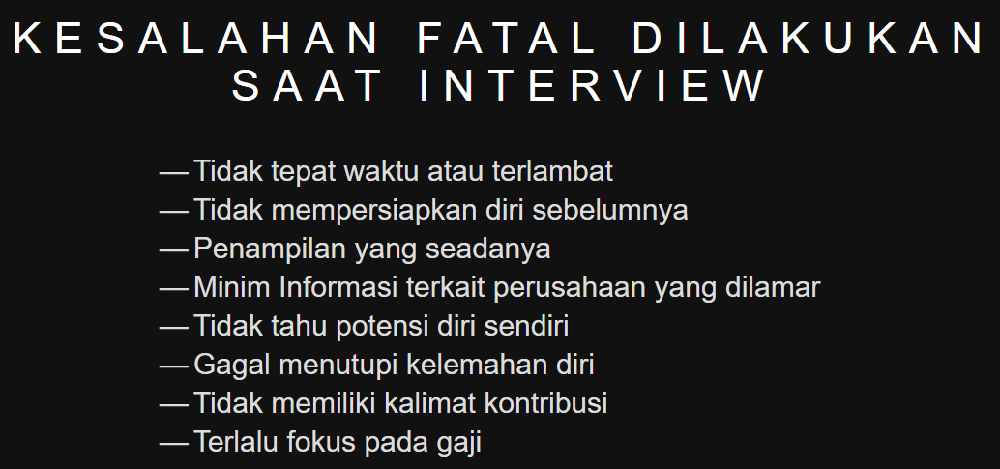 KESALAHAN FATAL DILAKUKAN
SAAT INTERVIEW
— Tidak tepat waktu atau terlambat
— Tidak mempersiapkan diri sebelumnya
— Penampilan yang seadanya
— Minim Informasi terkait perusahaan yang dilamar
— Tidak tahu potensi diri sendiri
— Gagal menutupi kelemahan diri
— Tidak memiliki kalimat kontribusi
— Terlalu fokus pada gaji